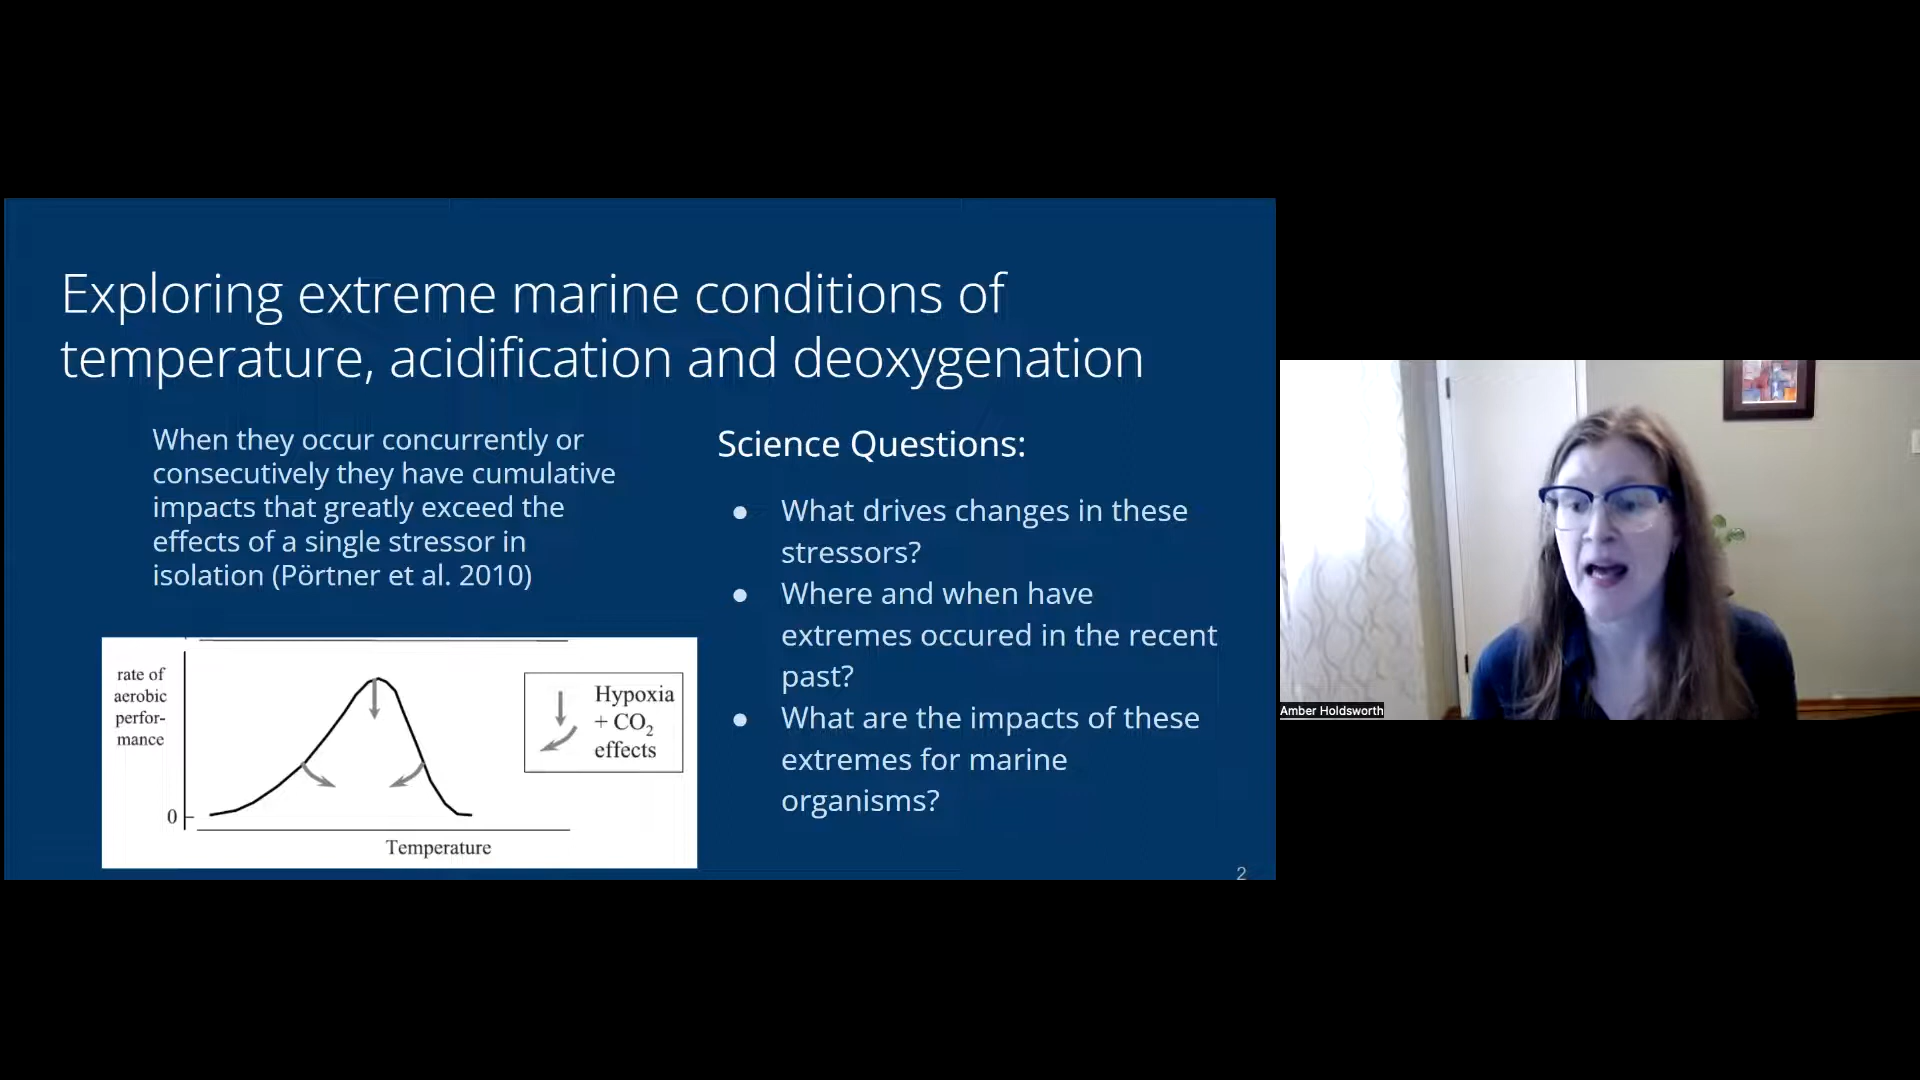 Exploring extreme marine conditions of
temperature, acidification and deoxygenation
When they occur concurrently or
consecutively they have cumulative
impacts that greatly exceed the
effects of a single stressor in
isolation (Pörtner et al. 2010)
rate of
aerobic
perfor-
mance
0
Temperature
Hypoxia
+ CO₂
effects
Science Questions:
● What drives changes in these
stressors?
● Where and when have
extremes occured in the recent
past?
● What are the impacts of these
extremes for marine
organisms?
2
Amber Holdsworth